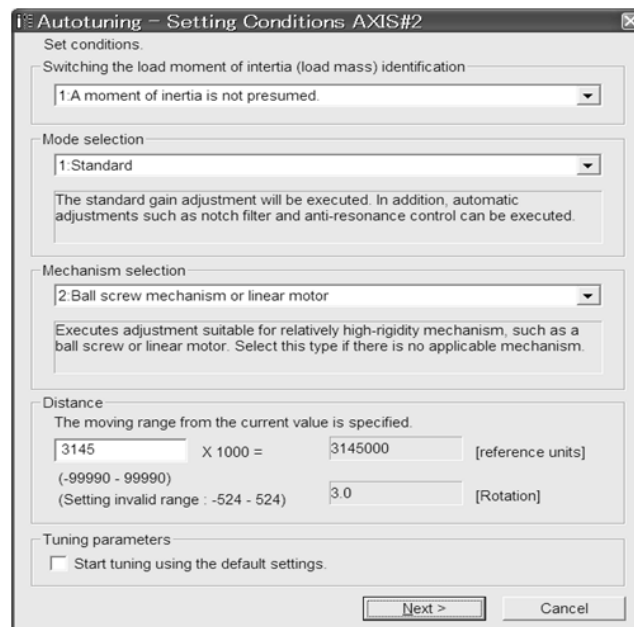 Autotuning - Setting Conditions AXIS#2
Set conditions.
Switching the load moment of inertia (load mass) identification
1:A moment of inertia is not presumed.
Mode selection
1:Standard
The standard gain adjustment will be executed. In addition, automatic
adjustments such as notch filter and anti-resonance control can be executed.
Mechanism selection
2:Ball screw mechanism or linear motor
Executes adjustment suitable for relatively high-rigidity mechanism, such as a
ball screw or linear motor. Select this type if there is no applicable mechanism.
Distance
The moving range from the current value is specified.
3145 X 1000 = 3145000 [reference units]
(-99990 - 99990)
(Setting invalid range : -524 - 524) 3.0 [Rotation]
Tuning parameters
Start tuning using the default settings.
Next > Cancel